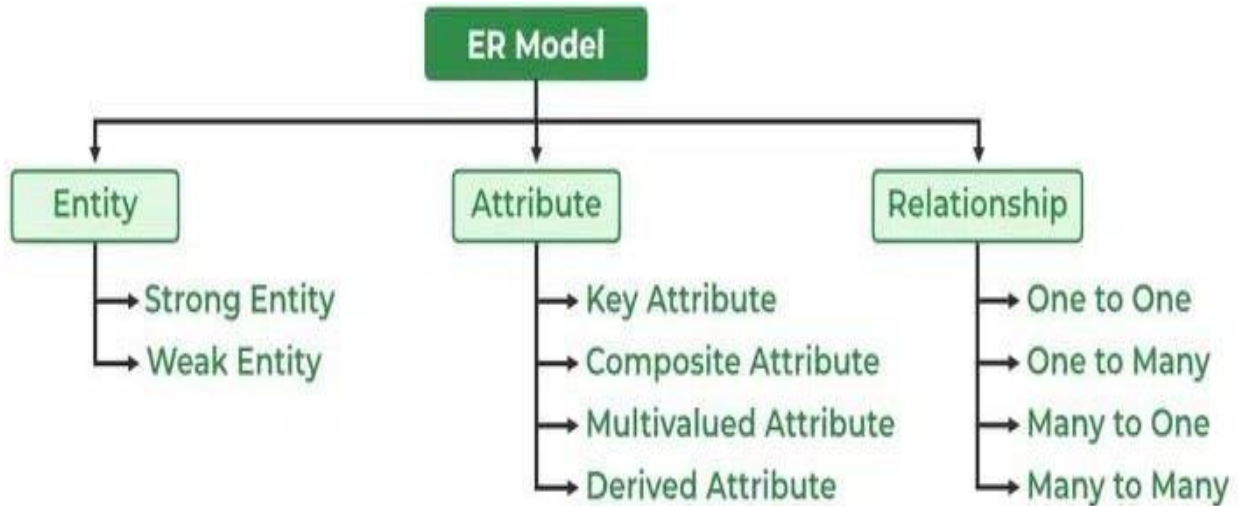 ER Model
Entity
Strong Entity
Weak Entity
Attribute
Key Attribute
Composite Attribute
Multivalued Attribute
Derived Attribute
Relationship
One to One
One to Many
Many to One
Many to Many